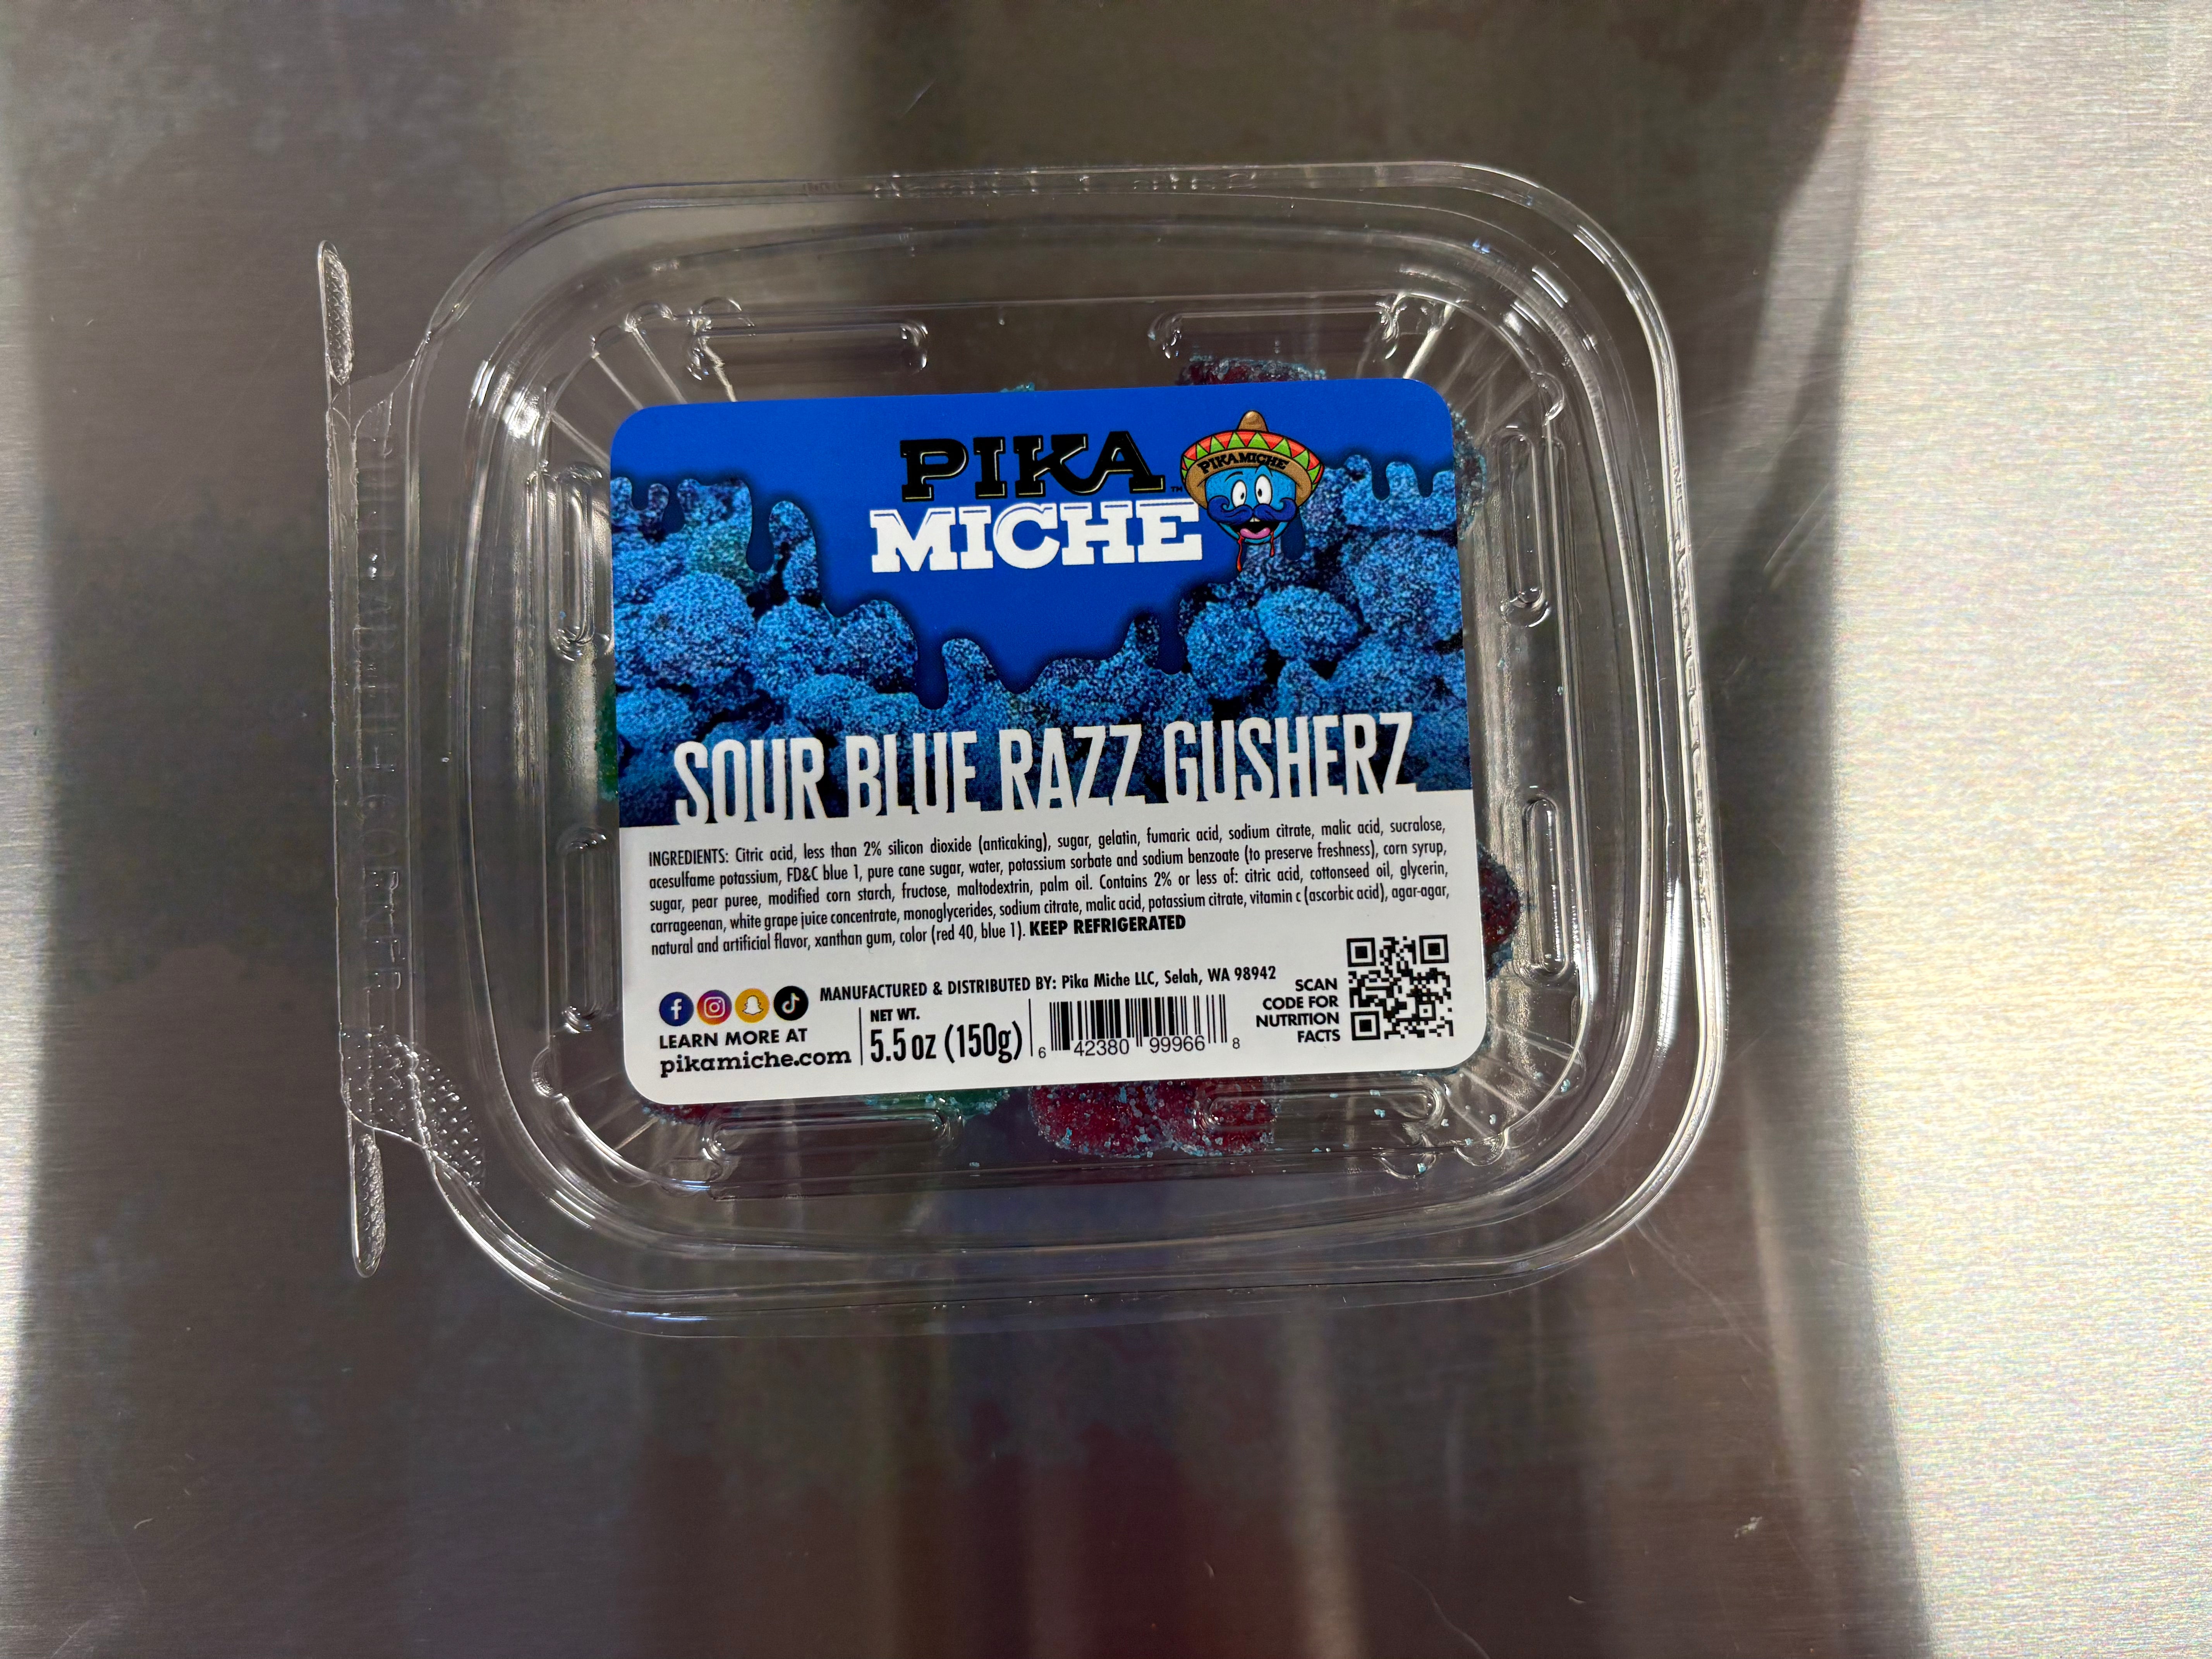 PIKA
MICHE
™
PIKAMICHE
SOUR BLUE RAZZ GUSHERZ
INGREDIENTS: Citric acid, less than 2% silicon dioxide (anticaking), sugar, gelatin, fumaric acid, sodium citrate, malic acid, sucralose,
acesulfame potassium, FD&C blue 1, pure cane sugar, water, potassium sorbate and sodium benzoate (to preserve freshness), corn syrup,
sugar, pear puree, modified corn starch, fructose, maltodextrin, palm oil. Contains 2% or less of: citric acid, cottonseed oil, glycerin,
carrageenan, white grape juice concentrate, monoglycerides, sodium citrate, malic acid, potassium citrate, vitamin c (ascorbic acid), agar-agar,
natural and artificial flavor, xanthan gum, color (red 40, blue 1). KEEP REFRIGERATED
MANUFACTURED & DISTRIBUTED BY: Pika Miche LLC, Selah, WA 98942
LEARN MORE AT
pikamiche.com
NET WT.
5.5 oz (150g)
6 42380 99966 8
SCAN
CODE FOR
NUTRITION
FACTS